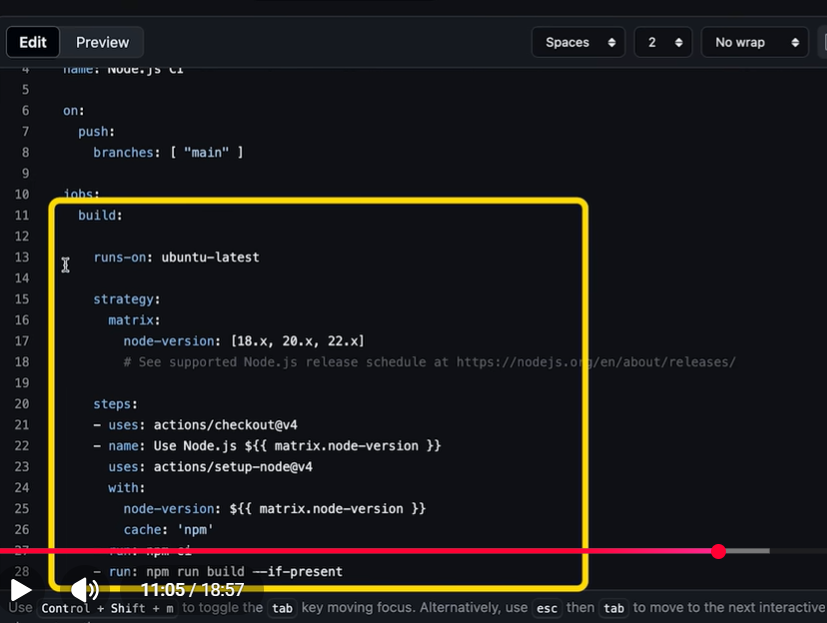 Edit Preview Spaces 2 No wrap
4 name: Node.js CI
5
6 on:
7 push:
8 branches: [ "main" ]
9
10 jobs:
11 build:
12
13 runs-on: ubuntu-latest
14
15 strategy:
16 matrix:
17 node-version: [18.x, 20.x, 22.x]
18 # See supported Node.js release schedule at https://nodejs.org/en/about/releases/
19
20 steps:
21 - uses: actions/checkout@v4
22 - name: Use Node.js ${{ matrix.node-version }}
23 uses: actions/setup-node@v4
24 with:
25 node-version: ${{ matrix.node-version }}
26 cache: 'npm'
27 - run: npm ci
28 - run: npm run build --if-present
11:05 / 18:57
Use Control + Shift + m to toggle the tab key moving focus. Alternatively, use esc then tab to move to the next interactive